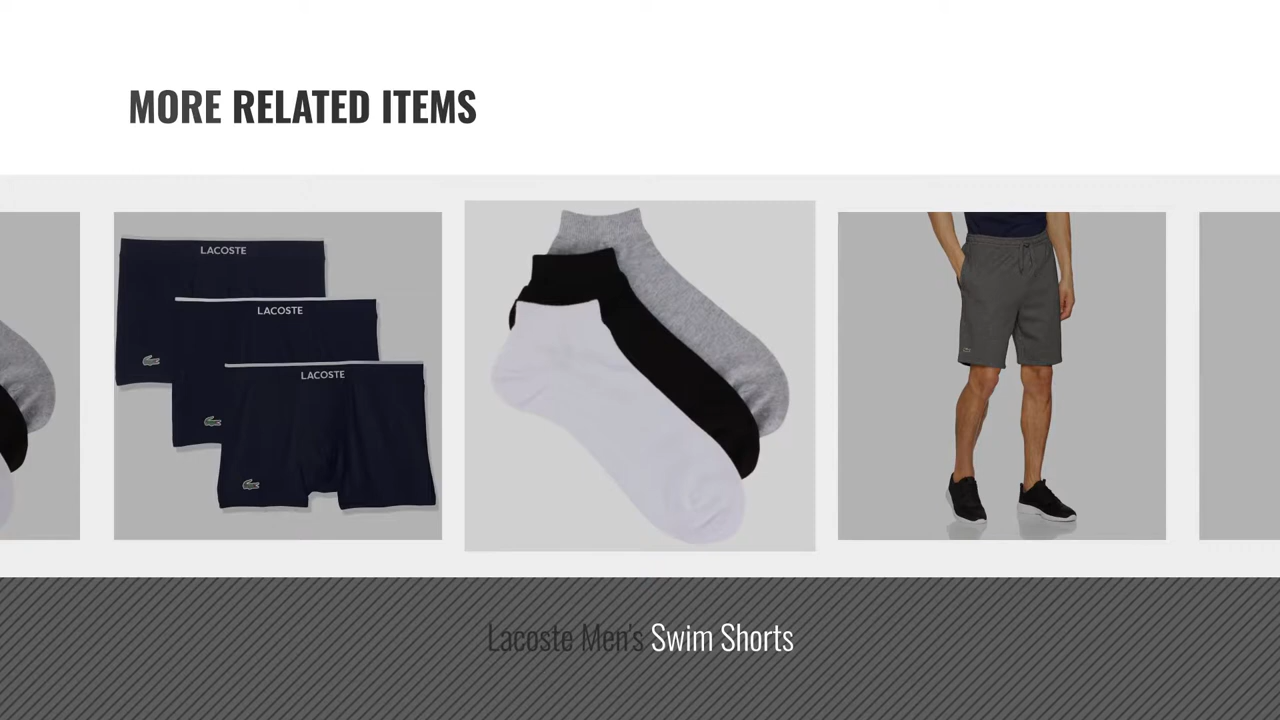 MORE RELATED ITEMS
LACOSTE
LACOSTE
LACOSTE
Lacoste Men's Swim Shorts